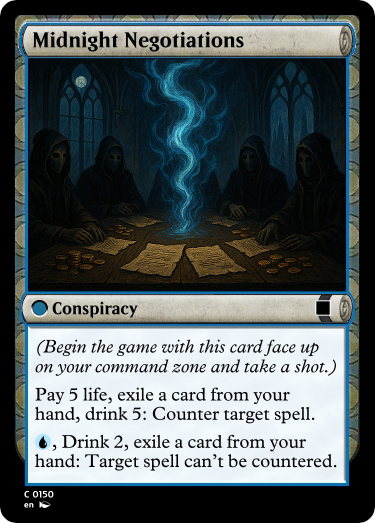 Midnight Negotiations
Conspiracy
(Begin the game with this card face up
on your command zone and take a shot.)
Pay 5 life, exile a card from your
hand, drink 5: Counter target spell.
, Drink 2, exile a card from your
hand: Target spell can't be countered.
C 0150
en